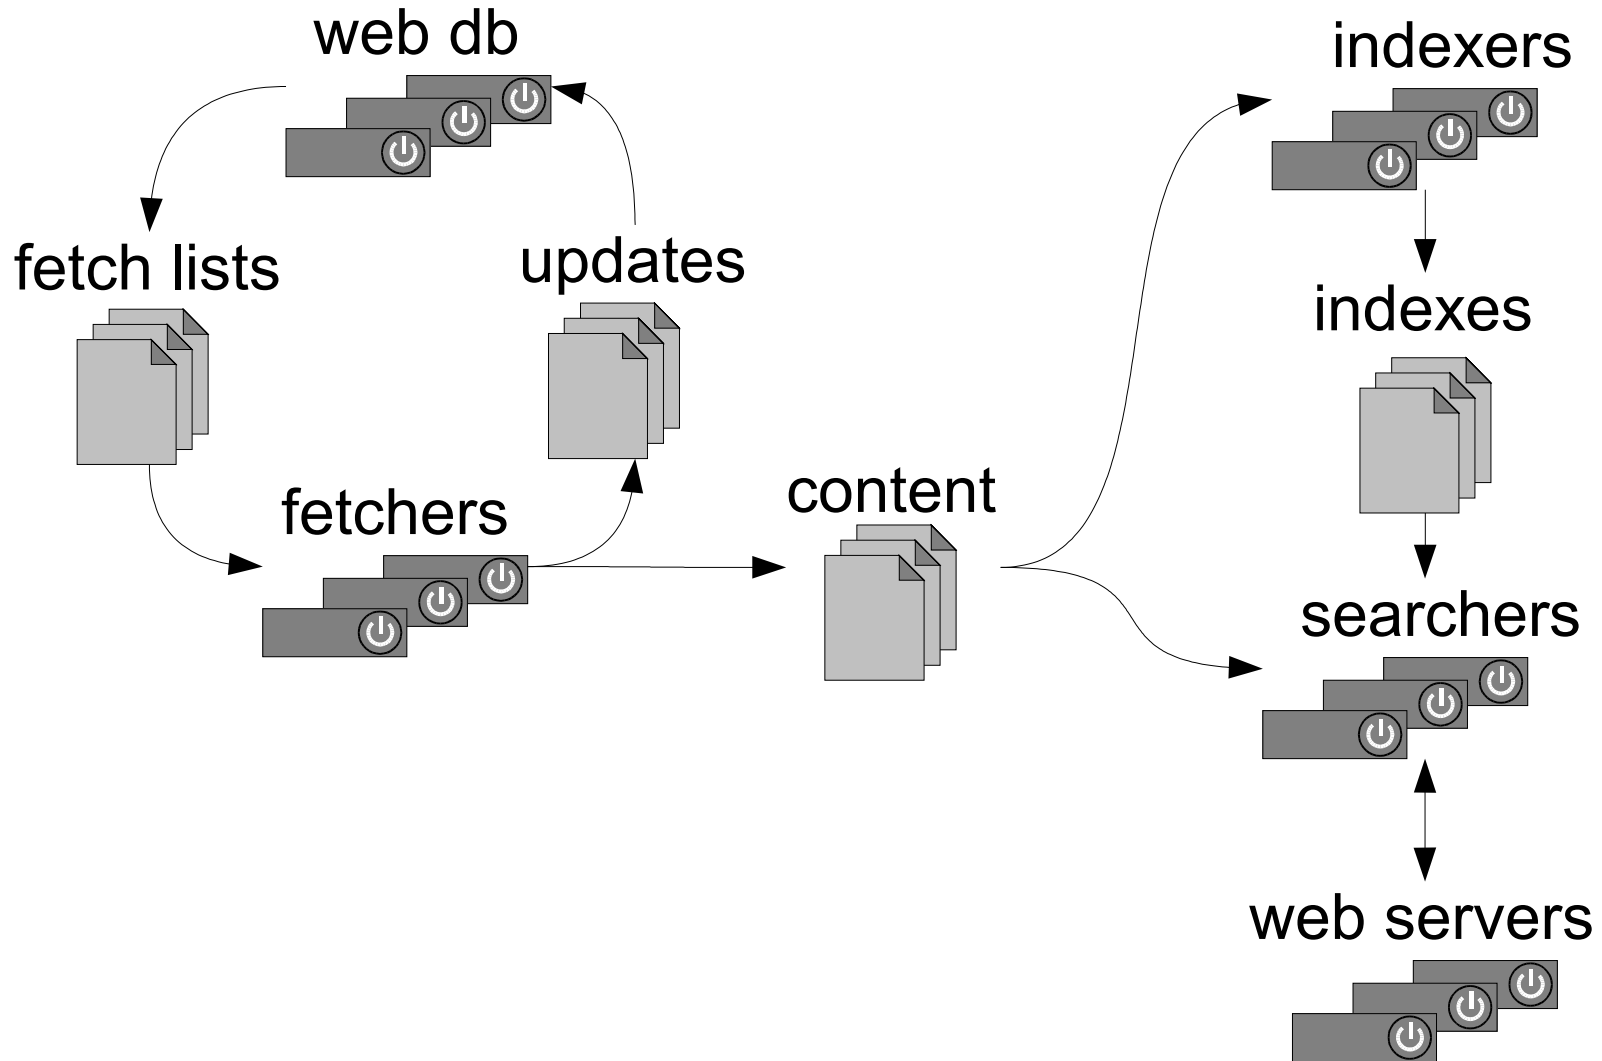 web db
indexers
fetch lists
updates
indexes
fetchers
content
searchers
web servers